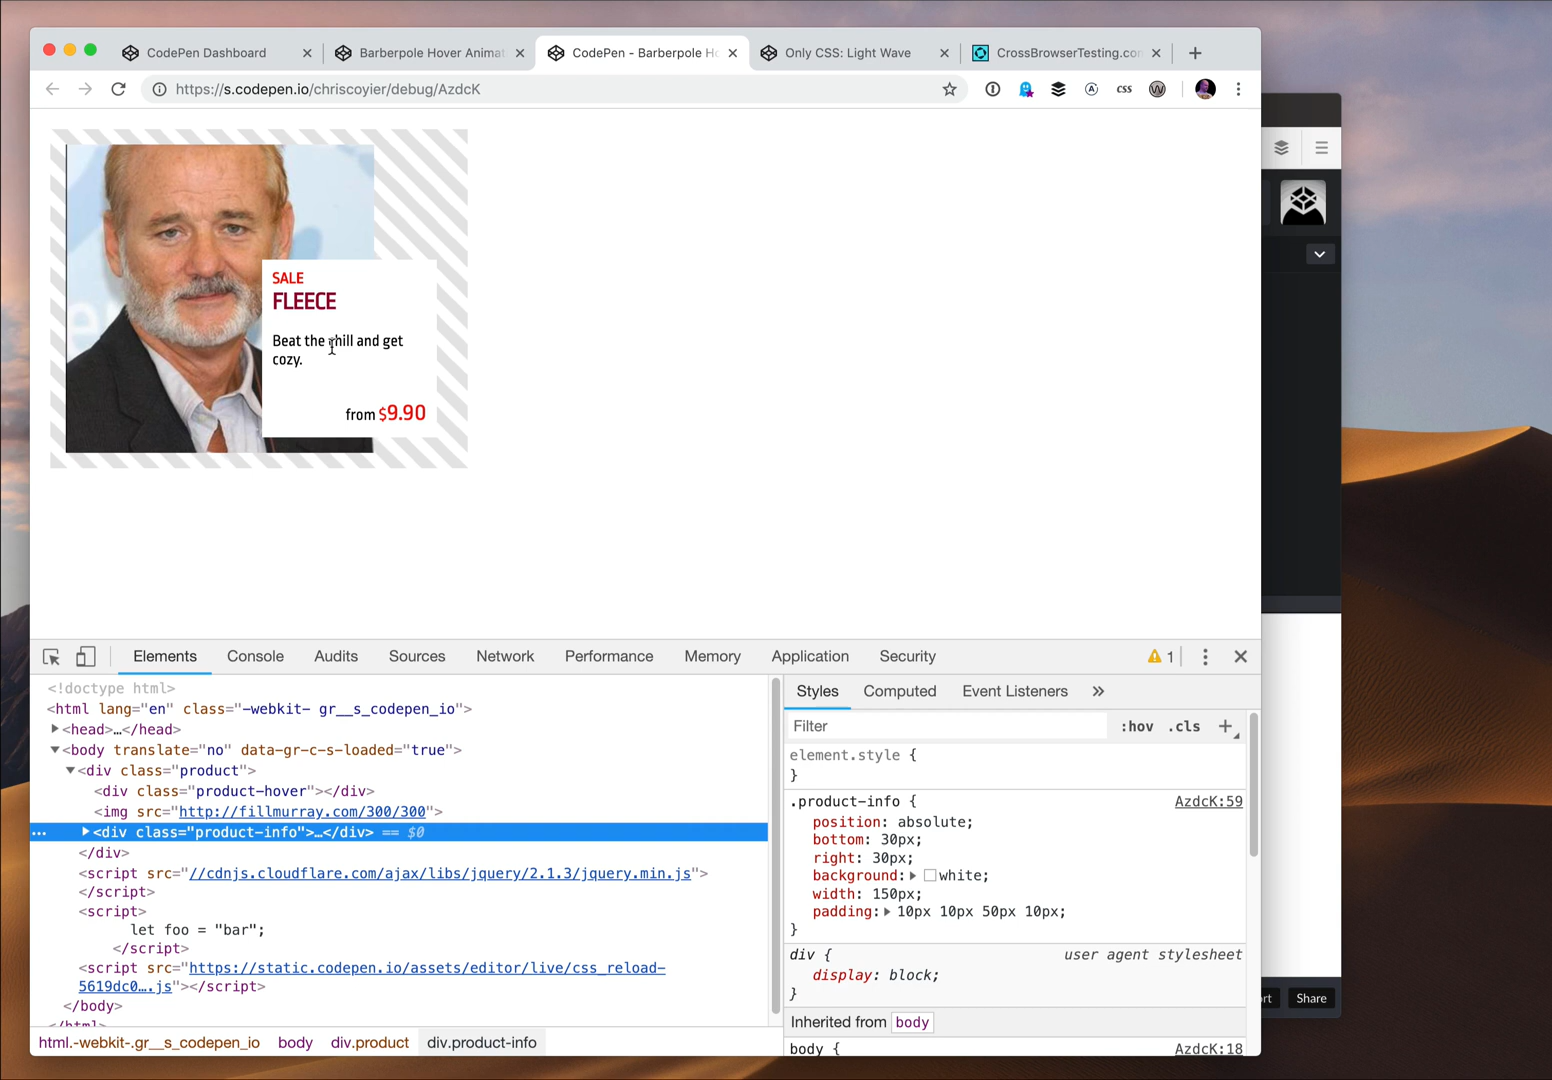 CodePen Dashboard
Barberpole Hover Animat
CodePen - Barberpole Ho
Only CSS: Light Wave
CrossBrowserTesting.con
https://s.codepen.io/chriscoyier/debug/AzdcK
css
SALE
FLEECE
Beat the chill and get
cozy.
from $9.90
Elements Console Audits Sources Network Performance Memory Application Security 1
<!doctype html>
<html lang="en" class="-webkit- gr__s_codepen_io">
<head>…</head>
<body translate="no" data-gr-c-s-loaded="true">
<div class="product">
<div class="product-hover"></div>
<img src="http://fillmurray.com/300/300">
… <div class="product-info">…</div> == $0
</div>
<script src="//cdnjs.cloudflare.com/ajax/libs/jquery/2.1.3/jquery.min.js">
</script>
<script>
let foo = "bar";
</script>
<script src="https://static.codepen.io/assets/editor/live/css_reload-
5619dc0….js"></script>
</body>
</html>
html.-webkit-.gr__s_codepen_io body div.product div.product-info
Styles Computed Event Listeners »
Filter :hov .cls +
element.style {
}
.product-info { AzdcK:59
position: absolute;
bottom: 30px;
right: 30px;
background: white;
width: 150px;
padding: 10px 10px 50px 10px;
}
div { user agent stylesheet
display: block;
}
Inherited from body
body { AzdcK:18
rt Share